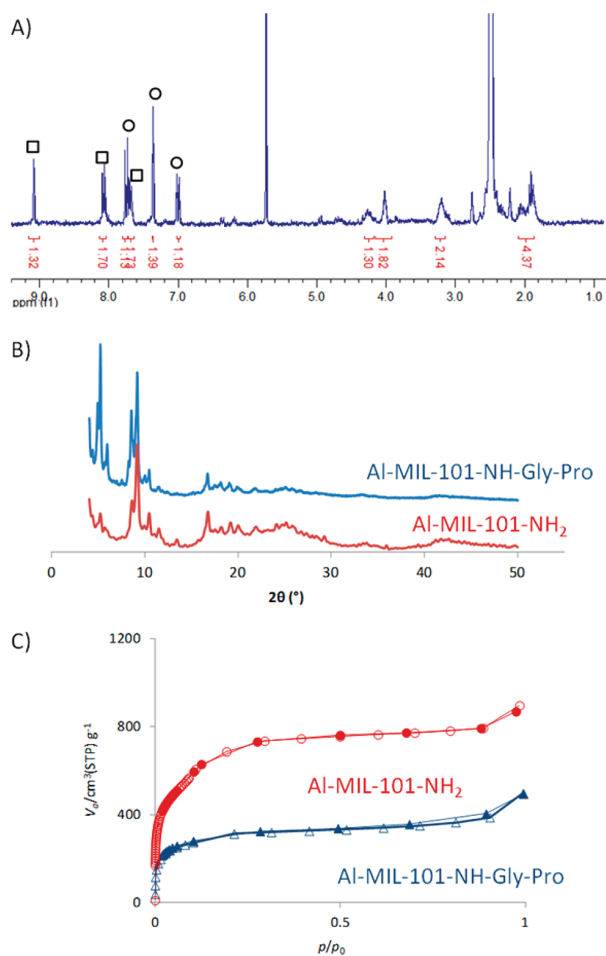 A)
1.32
1.70
1.13
1.73
1.39
1.18
1.30
1.82
2.14
4.37
9.0 8.0 7.0 6.0 5.0 4.0 3.0 2.0 1.0
ppm (f1)
B)
Al-MIL-101-NH-Gly-Pro
Al-MIL-101-NH2
0 10 20 30 40 50
2θ (°)
C)
1200
800
400
0
Va/cm3(STP) g-1
Al-MIL-101-NH2
Al-MIL-101-NH-Gly-Pro
0 0.5 1
p/p0